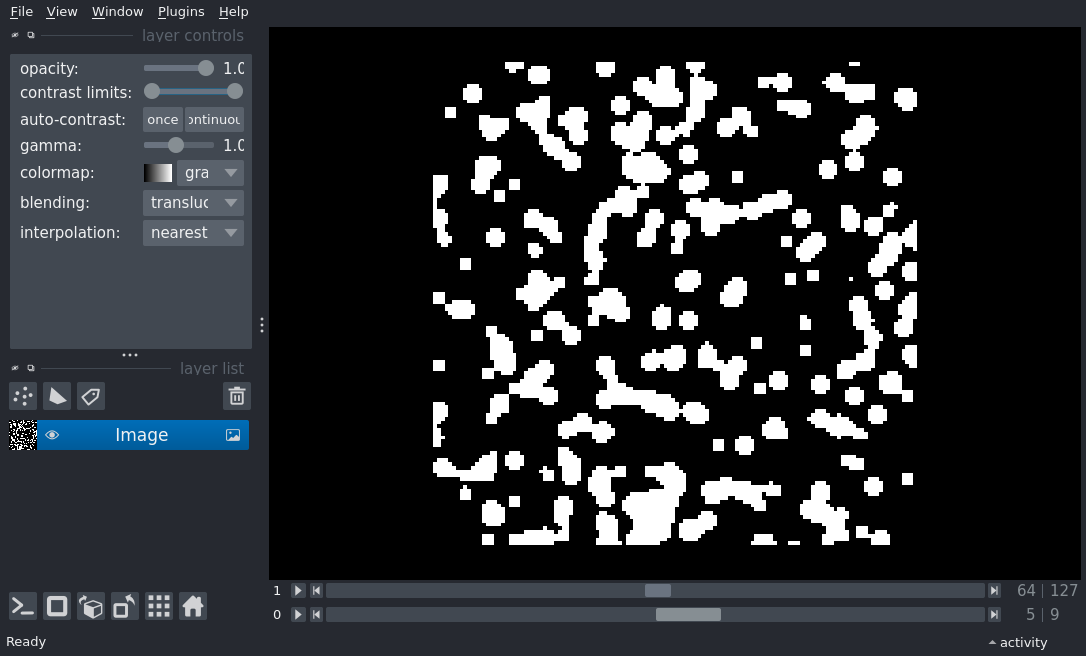 File View Window Plugins Help
layer controls
opacity: 1.0
contrast limits:
auto-contrast: once ontinuou
gamma: 1.0
colormap: gra
blending: transluc
interpolation: nearest
layer list
Image
1 64 127
0 5 9
Ready activity